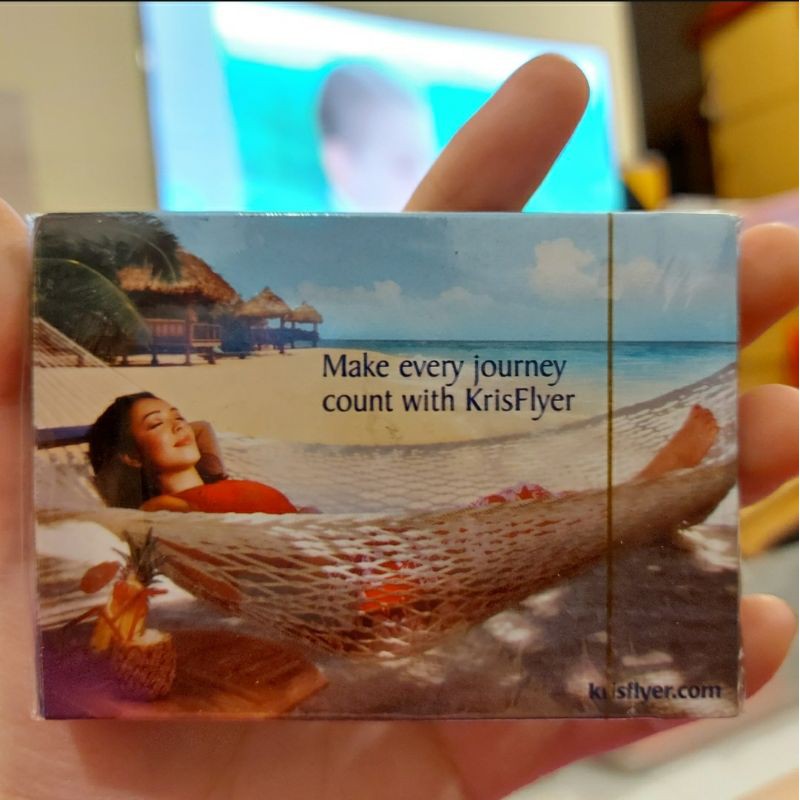 Make every journey
count with KrisFlyer
krisflyer.com